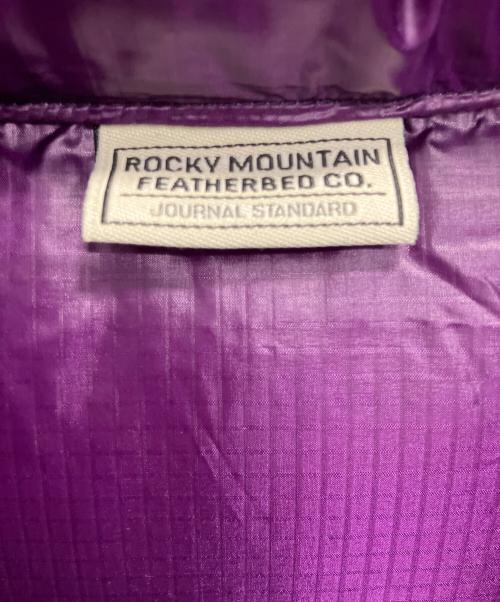 ROCKY MOUNTAIN
FEATHERBED CO.
JOURNAL STANDARD